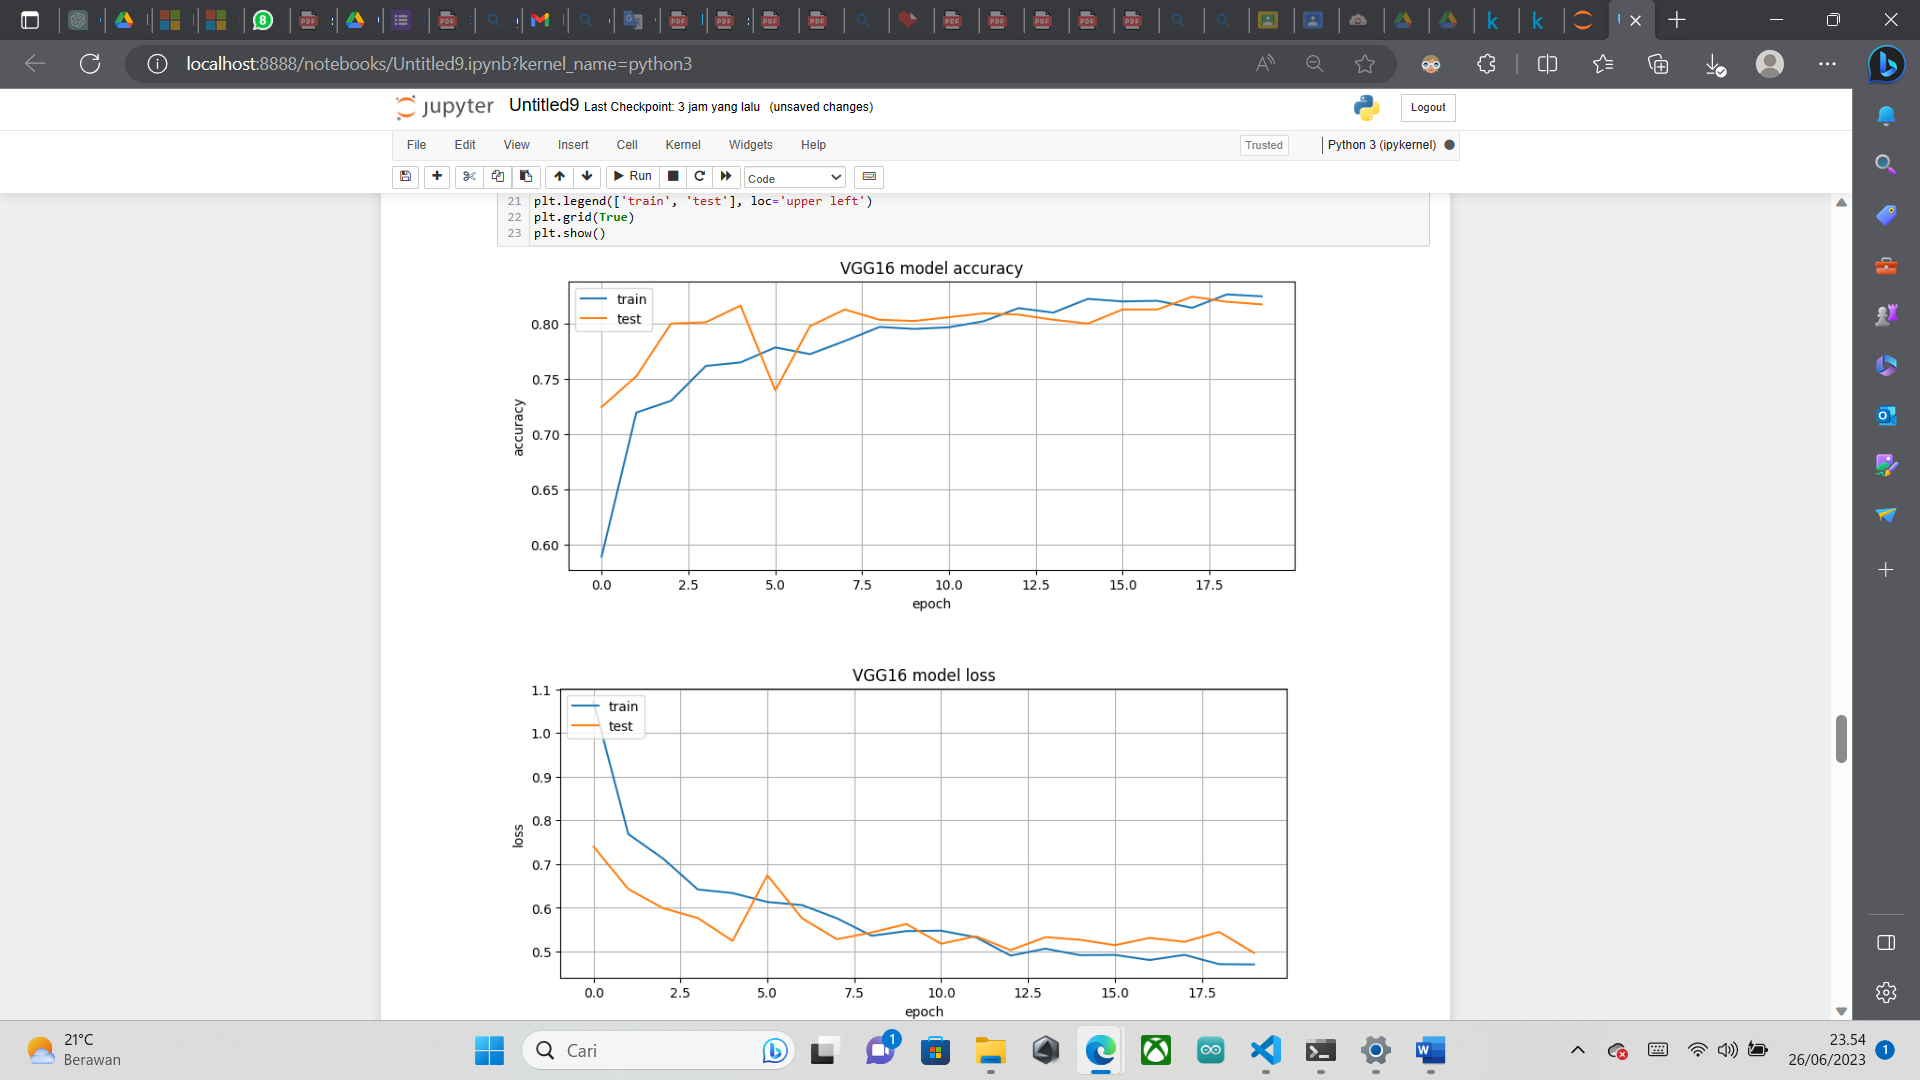 localhost:8888/notebooks/Untitled9.ipynb?kernel_name=python3
jupyter Untitled9 Last Checkpoint: 3 jam yang lalu (unsaved changes)
Logout
File Edit View Insert Cell Kernel Widgets Help
Trusted
Python 3 (ipykernel)
Run
Code
21 plt.legend(['train', 'test'], loc='upper left')
22 plt.grid(True)
23 plt.show()
VGG16 model accuracy
train
test
0.80
0.75
0.70
0.65
0.60
accuracy
0.0 2.5 5.0 7.5 10.0 12.5 15.0 17.5
epoch
VGG16 model loss
train
test
1.1
1.0
0.9
0.8
0.7
0.6
0.5
loss
0.0 2.5 5.0 7.5 10.0 12.5 15.0 17.5
epoch
21°C
Berawan
Cari
1
23.54
26/06/2023
1